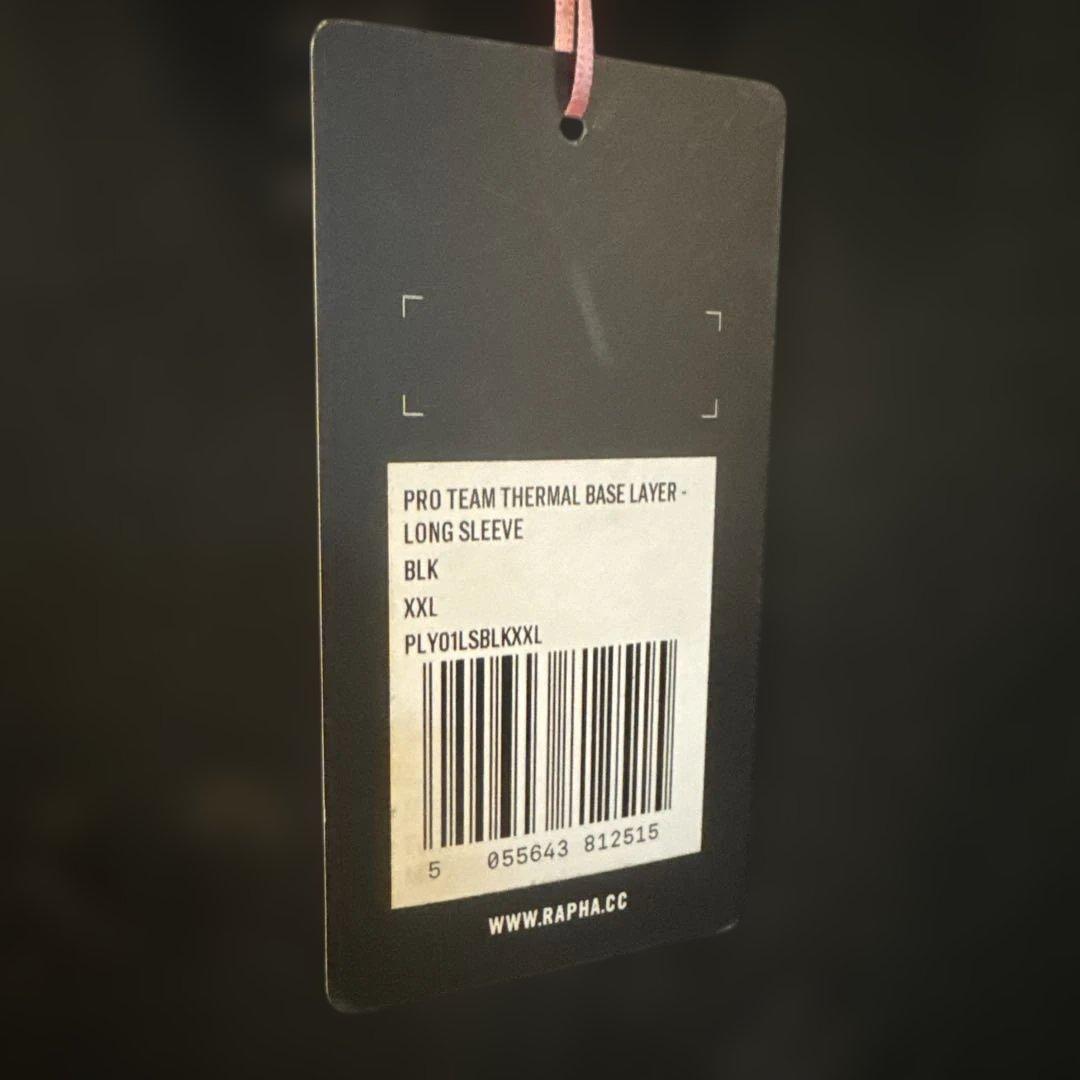 PRO TEAM THERMAL BASE LAYER -
LONG SLEEVE
BLK
XXL
PLY01LSBLKXXL
5 055643 812515
WWW.RAPHA.CC